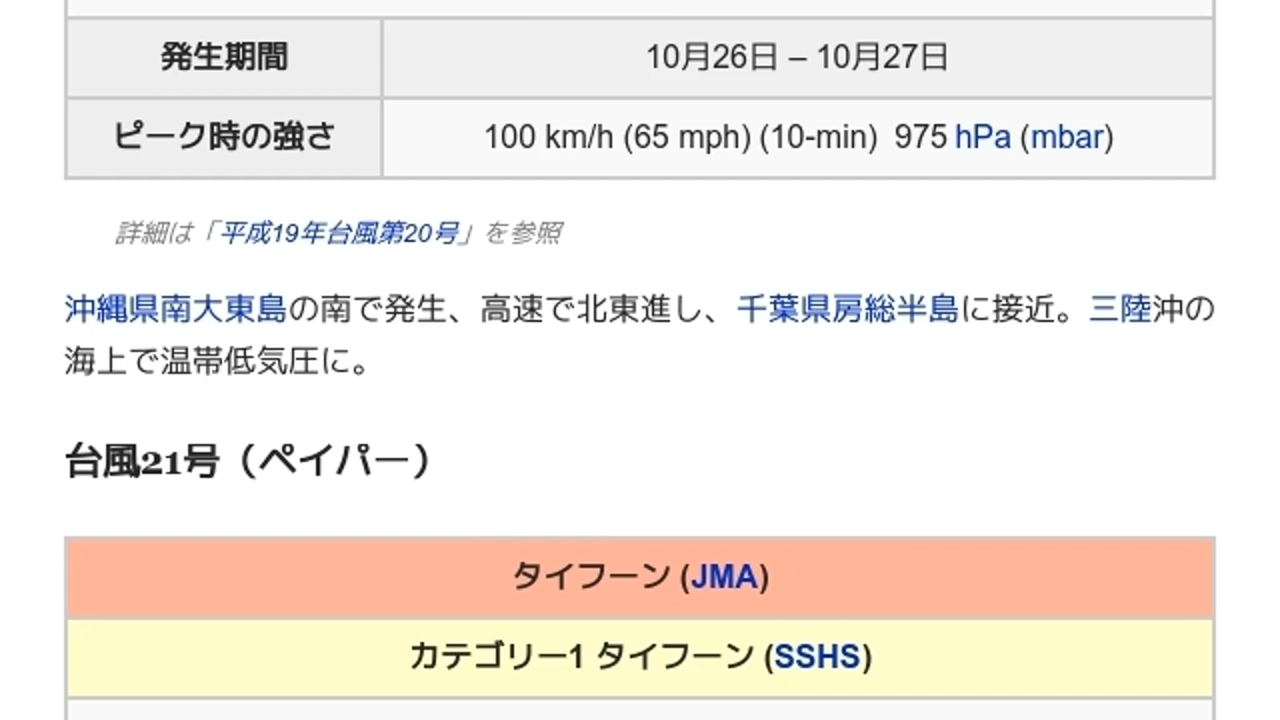 発生期間 10月26日 – 10月27日
ピーク時の強さ 100 km/h (65 mph) (10-min) 975 hPa (mbar)
詳細は「平成19年台風第20号」を参照
沖縄県南大東島の南で発生、高速で北東進し、千葉県房総半島に接近。三陸沖の
海上で温帯低気圧に。
台風21号（ペイパー）
タイフーン (JMA)
カテゴリー1 タイフーン (SSHS)